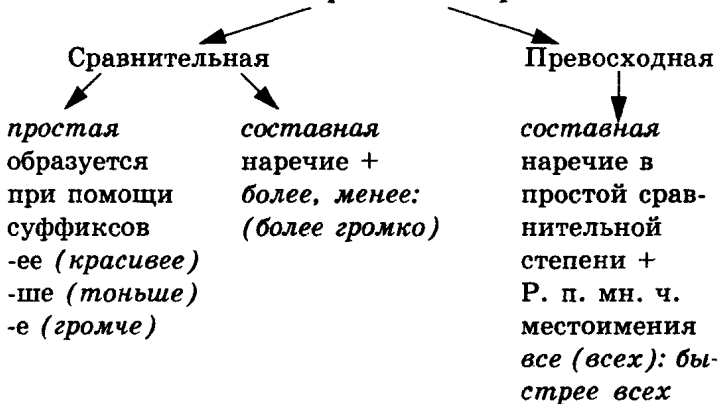 Сравнительная
Превосходная
простая
образуется
при помощи
суффиксов
-ее (красивее)
-ше (тоньше)
-е (громче)
составная
наречие +
более, менее:
(более громко)
составная
наречие в
простой срав-
нительной
степени +
Р. п. мн. ч.
местоимения
все (всех): бы-
стрее всех